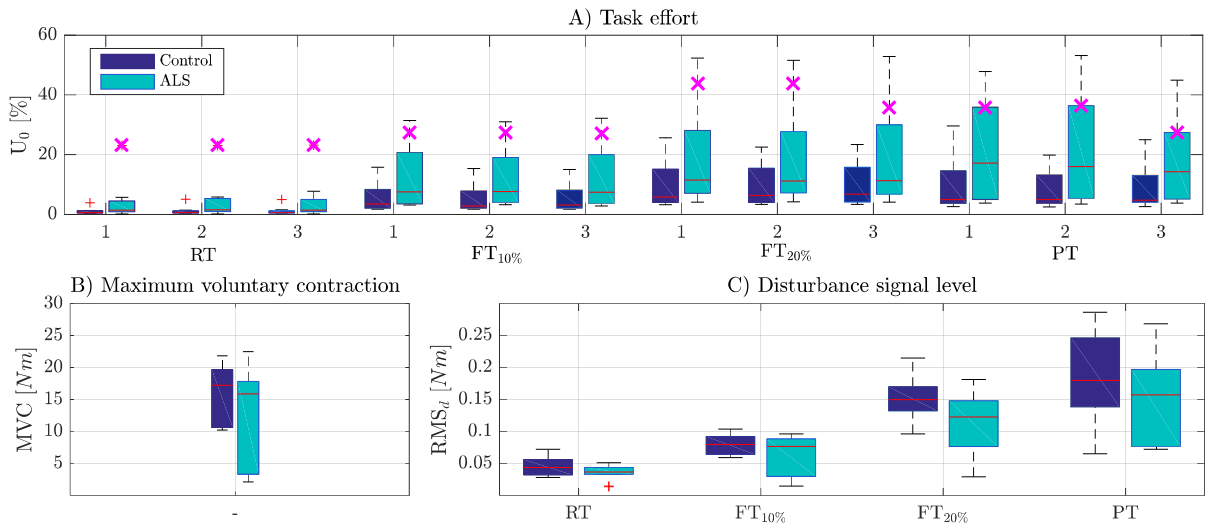 A) Task effort
U₀ [%]
60
40
20
0
Control
ALS
1 2 3 1 2 3 1 2 3 1 2 3
RT FT₁₀% FT₂₀% PT
B) Maximum voluntary contraction
MVC [Nm]
30
25
20
15
10
5
-
C) Disturbance signal level
RMS_d [Nm]
0.25
0.2
0.15
0.1
0.05
RT FT₁₀% FT₂₀% PT